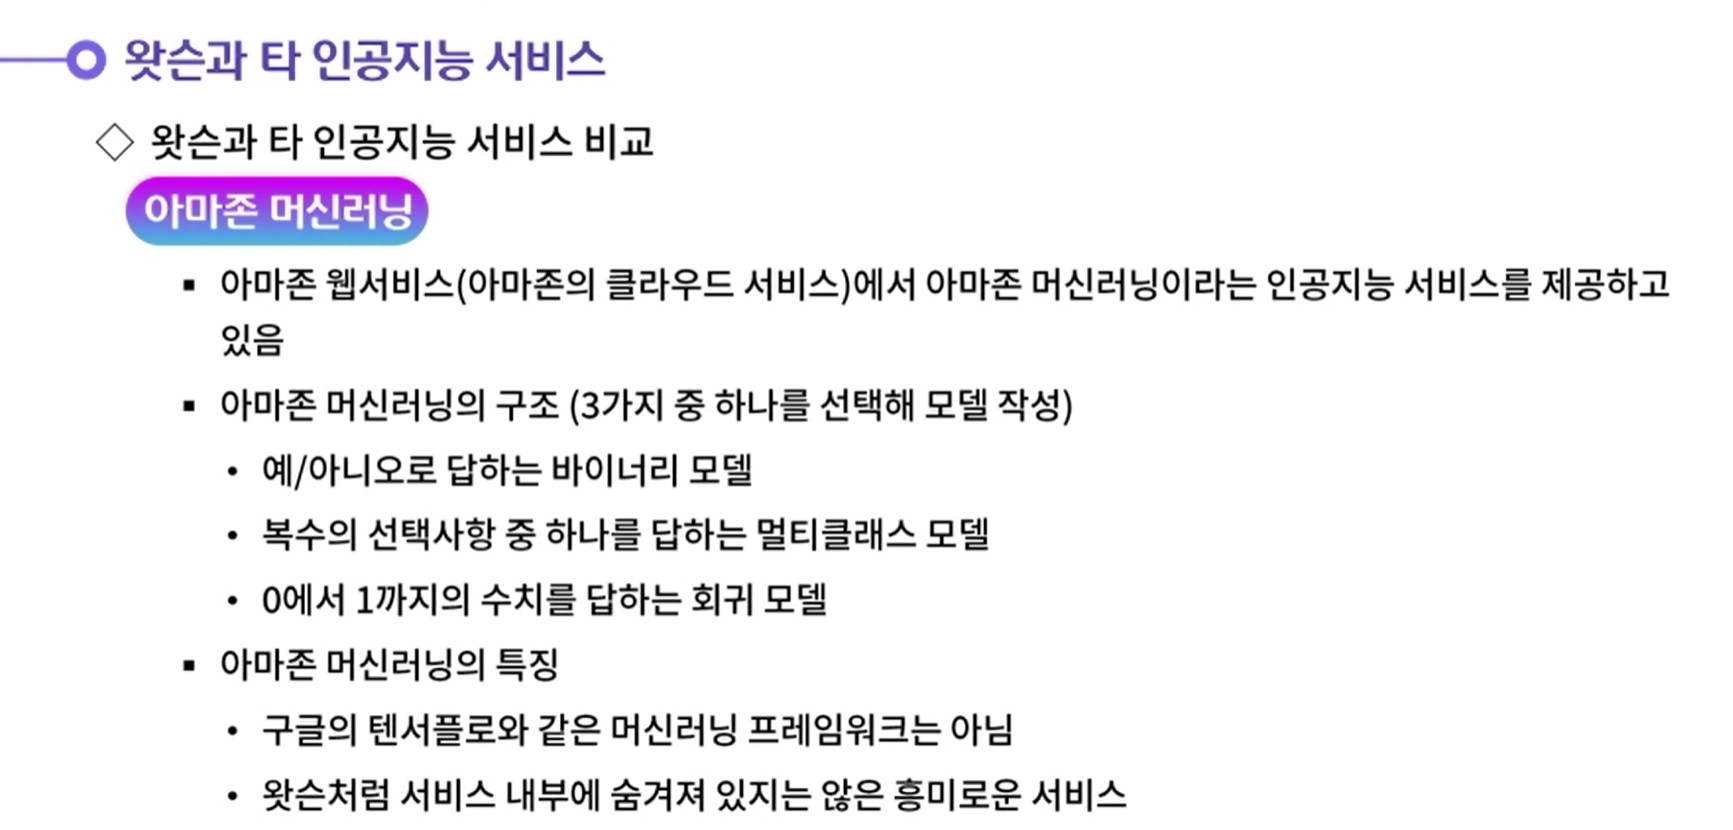 왓슨과 타 인공지능 서비스
◇ 왓슨과 타 인공지능 서비스 비교
아마존 머신러닝
▪ 아마존 웹서비스(아마존의 클라우드 서비스)에서 아마존 머신러닝이라는 인공지능 서비스를 제공하고
있음
▪ 아마존 머신러닝의 구조 (3가지 중 하나를 선택해 모델 작성)
• 예/아니오로 답하는 바이너리 모델
• 복수의 선택사항 중 하나를 답하는 멀티클래스 모델
• 0에서 1까지의 수치를 답하는 회귀 모델
▪ 아마존 머신러닝의 특징
• 구글의 텐서플로와 같은 머신러닝 프레임워크는 아님
• 왓슨처럼 서비스 내부에 숨겨져 있지는 않은 흥미로운 서비스